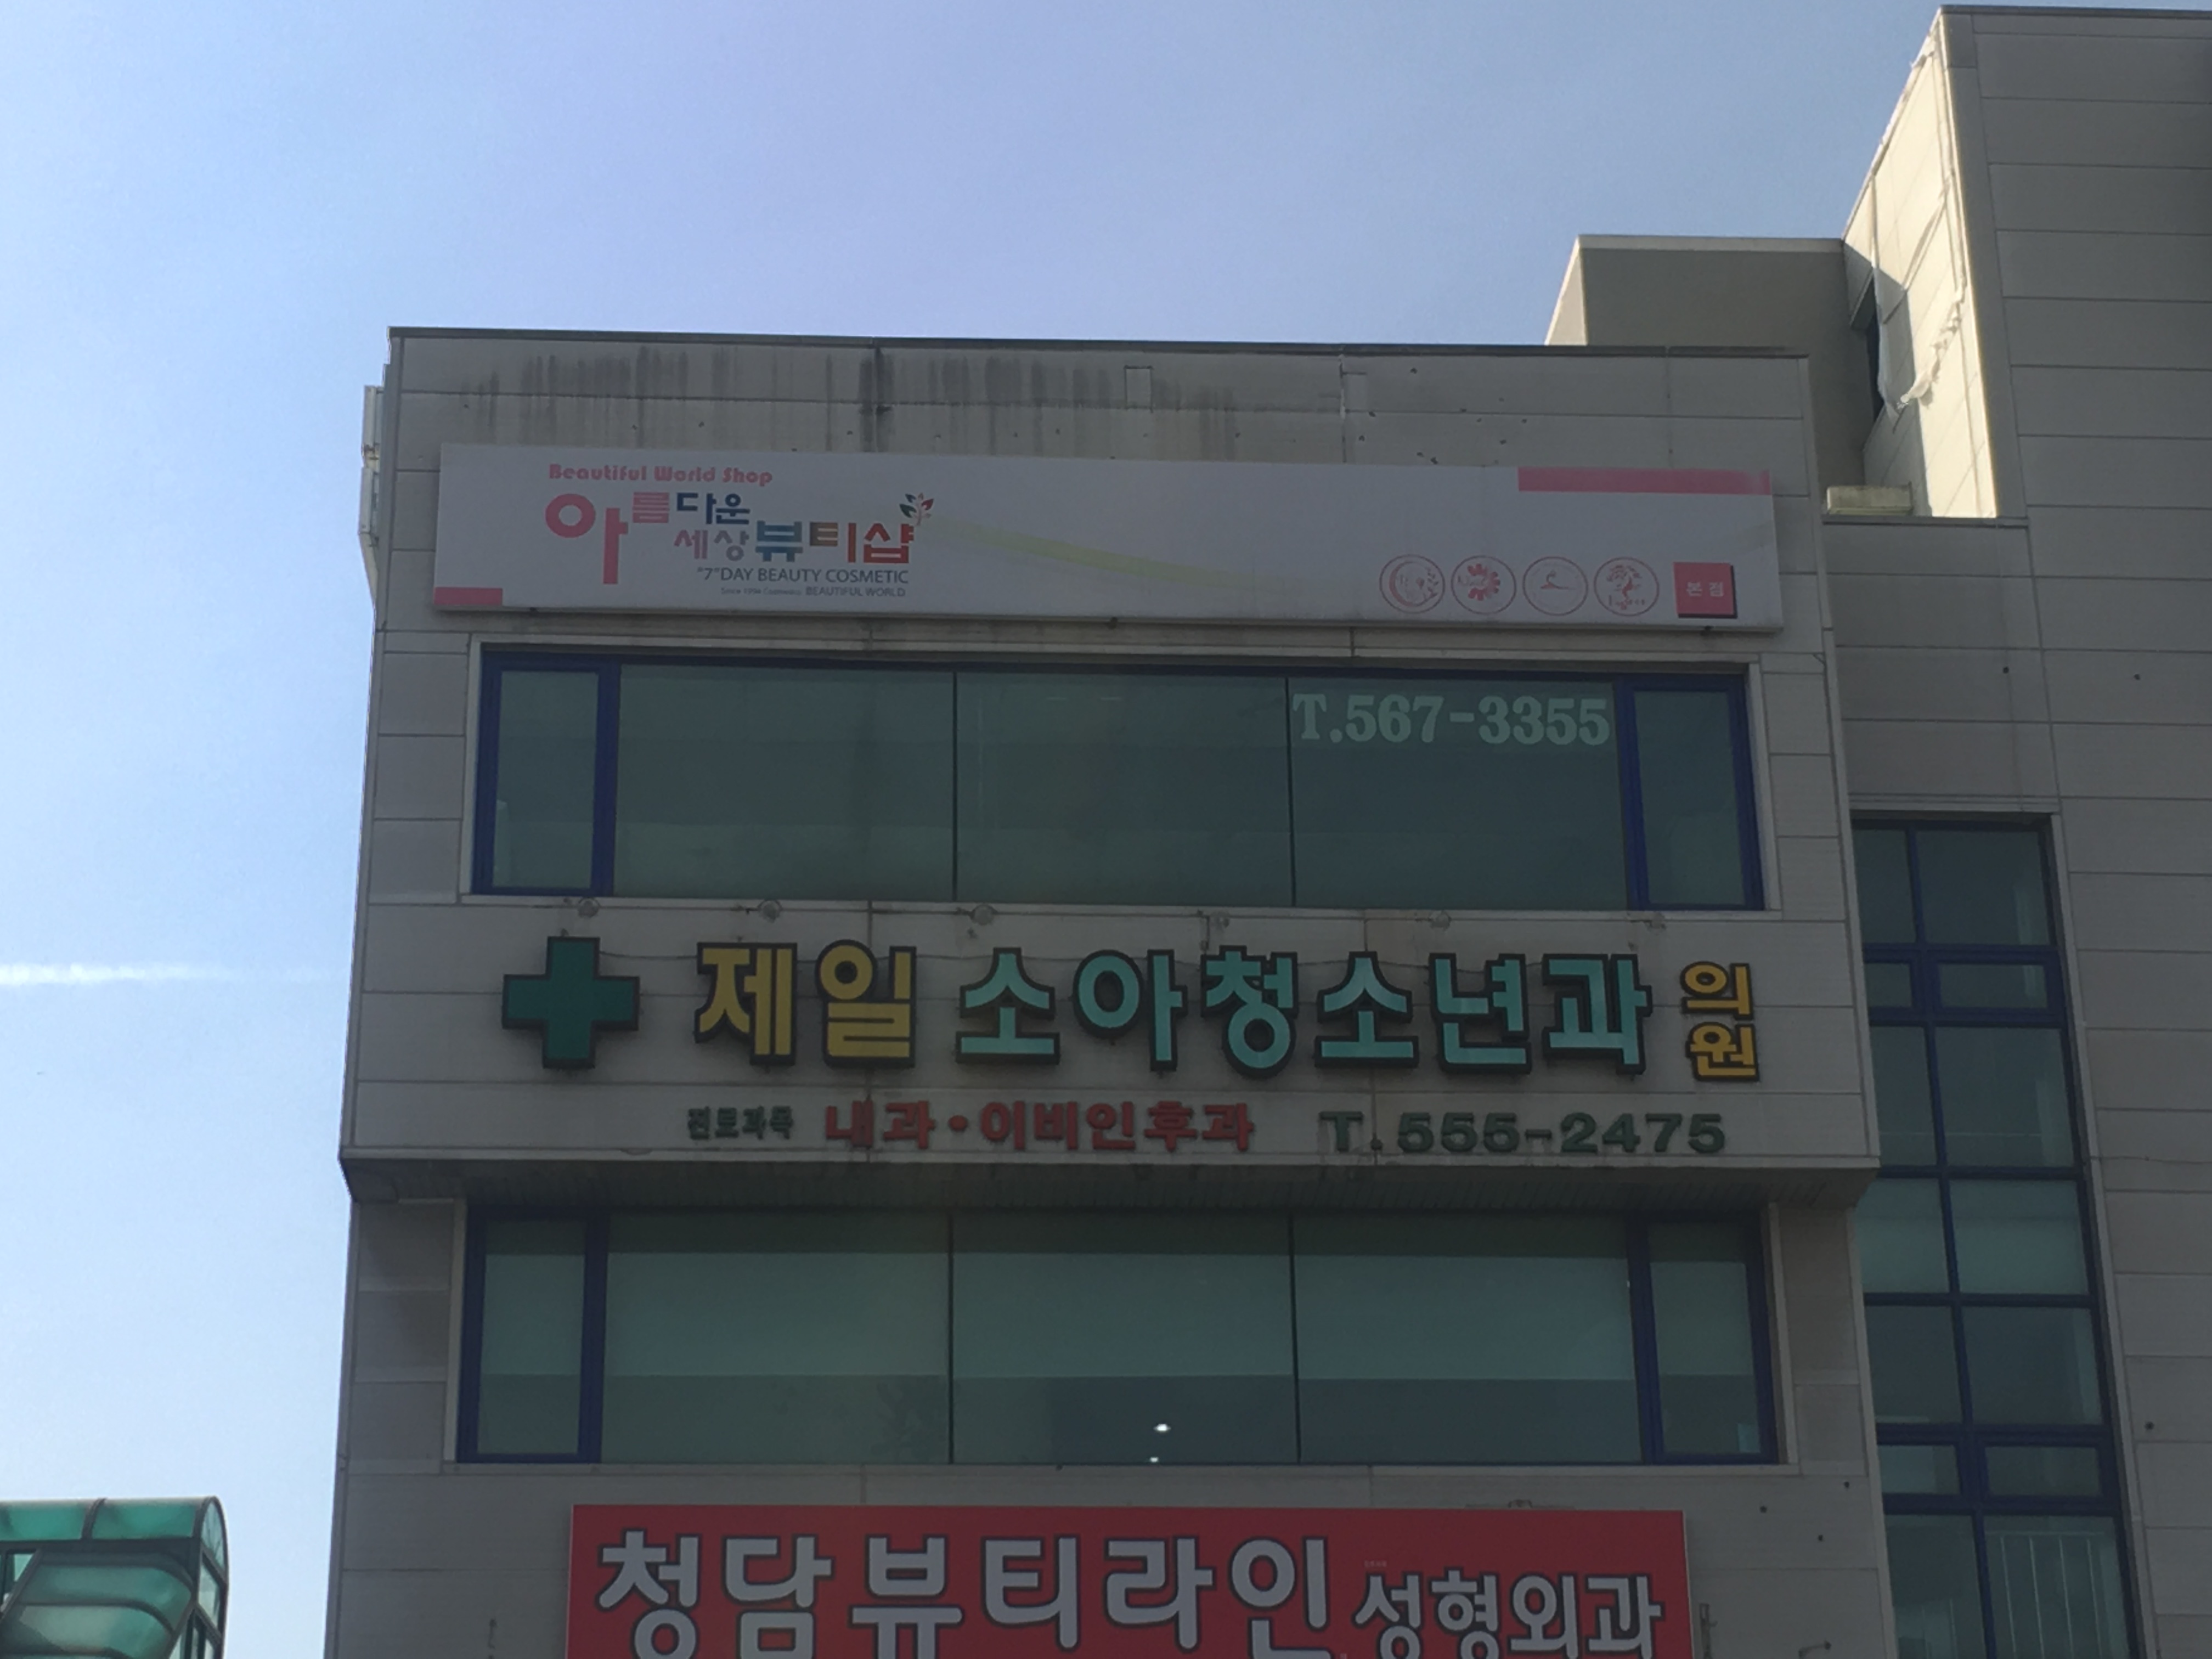 Beautiful World Shop
아름다운
세상뷰티샵
"7"DAY BEAUTY COSMETIC
BEAUTIFUL WORLD
본점
T.567-3355
제일 소아청소년과 의원
진료과목 내과·이비인후과 T. 555-2475
청담뷰티라인 성형외과